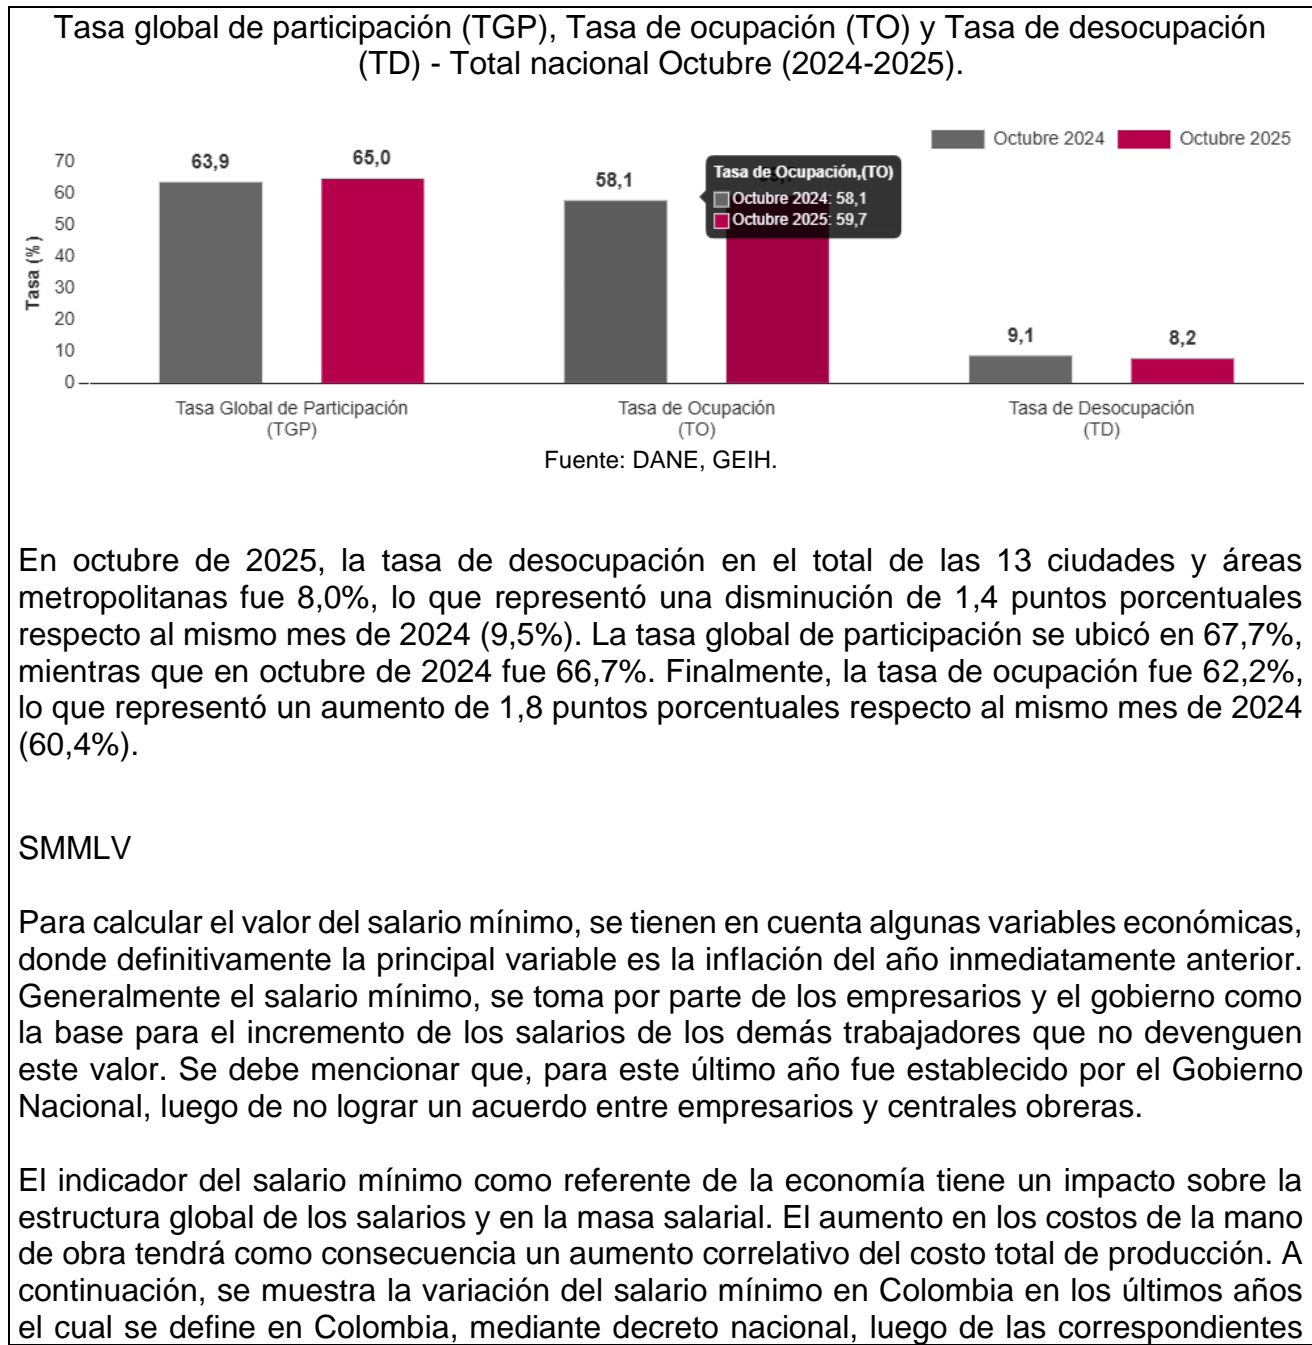 Tasa global de participación (TGP), Tasa de ocupación (TO) y Tasa de desocupación
(TD) - Total nacional Octubre (2024-2025).
Octubre 2024 Octubre 2025
Tasa (%)
70
60
50
40
30
20
10
0
63,9
65,0
58,1
Tasa de Ocupación,(TO)
Octubre 2024: 58,1
Octubre 2025: 59,7
9,1
8,2
Tasa Global de Participación
(TGP)
Tasa de Ocupación
(TO)
Tasa de Desocupación
(TD)
Fuente: DANE, GEIH.
En octubre de 2025, la tasa de desocupación en el total de las 13 ciudades y áreas
metropolitanas fue 8,0%, lo que representó una disminución de 1,4 puntos porcentuales
respecto al mismo mes de 2024 (9,5%). La tasa global de participación se ubicó en 67,7%,
mientras que en octubre de 2024 fue 66,7%. Finalmente, la tasa de ocupación fue 62,2%,
lo que representó un aumento de 1,8 puntos porcentuales respecto al mismo mes de 2024
(60,4%).
SMMLV
Para calcular el valor del salario mínimo, se tienen en cuenta algunas variables económicas,
donde definitivamente la principal variable es la inflación del año inmediatamente anterior.
Generalmente el salario mínimo, se toma por parte de los empresarios y el gobierno como
la base para el incremento de los salarios de los demás trabajadores que no devenguen
este valor. Se debe mencionar que, para este último año fue establecido por el Gobierno
Nacional, luego de no lograr un acuerdo entre empresarios y centrales obreras.
El indicador del salario mínimo como referente de la economía tiene un impacto sobre la
estructura global de los salarios y en la masa salarial. El aumento en los costos de la mano
de obra tendrá como consecuencia un aumento correlativo del costo total de producción. A
continuación, se muestra la variación del salario mínimo en Colombia en los últimos años
el cual se define en Colombia, mediante decreto nacional, luego de las correspondientes